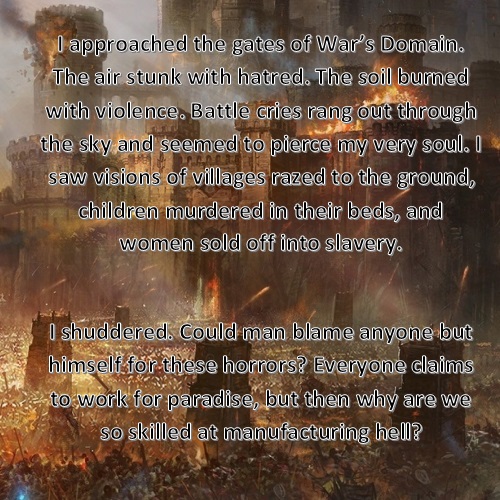 I approached the gates of War's Domain.
The air stunk with hatred. The soil burned
with violence. Battle cries rang out through
the sky and seemed to pierce my very soul. I
saw visions of villages razed to the ground,
children murdered in their beds, and
women sold off into slavery.
I shuddered. Could man blame anyone but
himself for these horrors? Everyone claims
to work for paradise, but then why are we
so skilled at manufacturing hell?